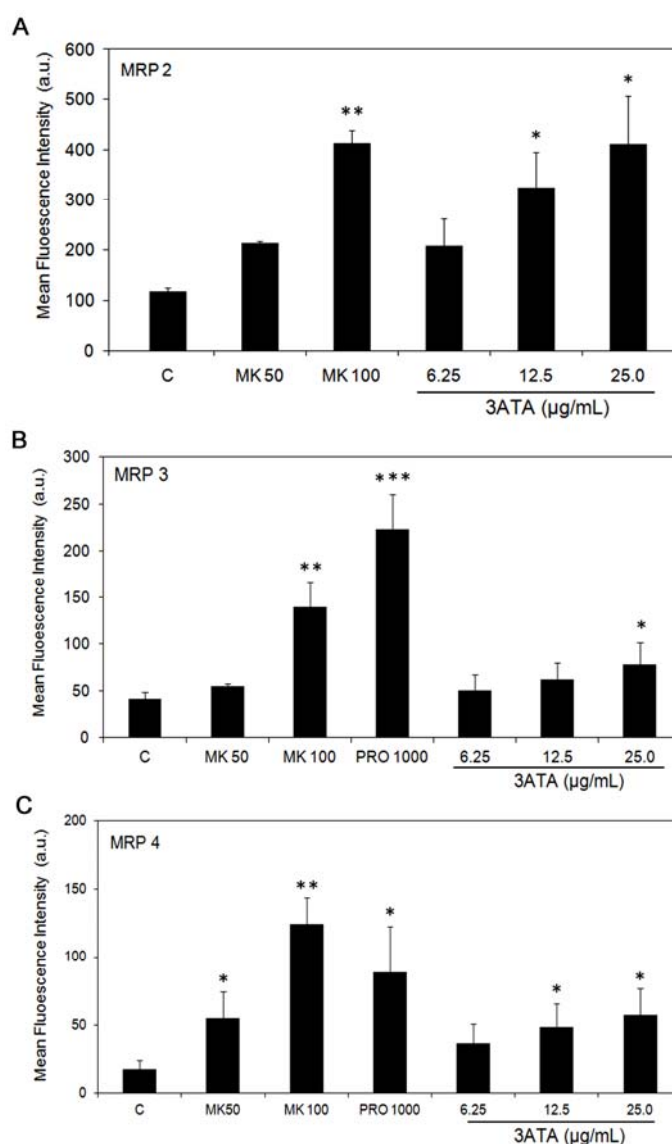 A
600
MRP 2
500
400
300
200
100
0
Mean Fluoescence Intensity (a.u.)
**
*
*
C MK 50 MK 100 6.25 12.5 25.0
3ATA (µg/mL)
B
300
MRP 3
250
200
150
100
50
0
Mean Fluoescence Intensity (a.u.)
***
**
*
C MK 50 MK 100 PRO 1000 6.25 12.5 25.0
3ATA (µg/mL)
C
200
MRP 4
150
100
50
0
Mean Fluoescence Intensity (a.u.)
**
*
*
*
*
C MK50 MK 100 PRO 1000 6.25 12.5 25.0
3ATA (µg/mL)